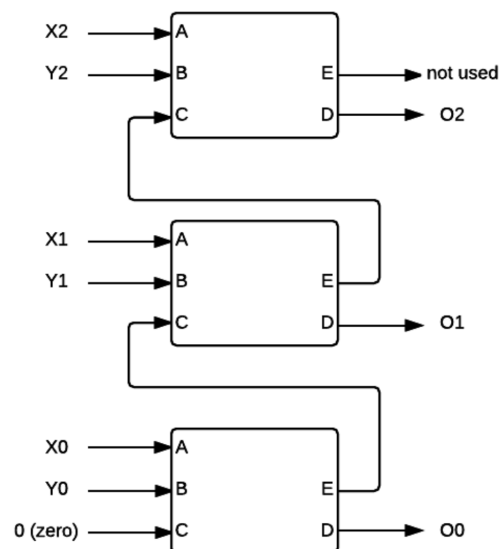 X2 A
Y2 B E not used
C D O2
X1 A
Y1 B E
C D O1
X0 A
Y0 B E
0 (zero) C D O0